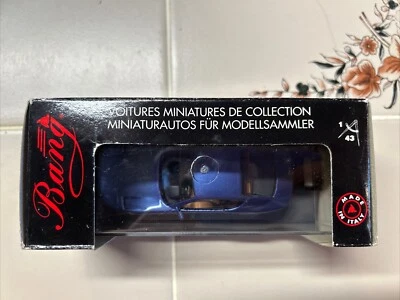 Bang
VOITURES MINIATURES DE COLLECTION
MINIATURAUTOS FÜR MODELLSAMMLER
1/43
MADE
IN ITALY